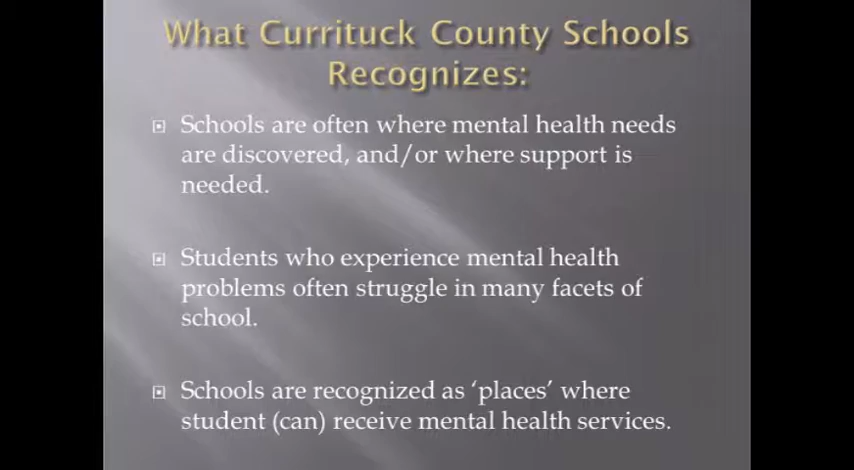 What Currituck County Schools
Recognizes:
Schools are often where mental health needs
are discovered, and/or where support is
needed.
Students who experience mental health
problems often struggle in many facets of
school.
Schools are recognized as ‘places’ where
student (can) receive mental health services.